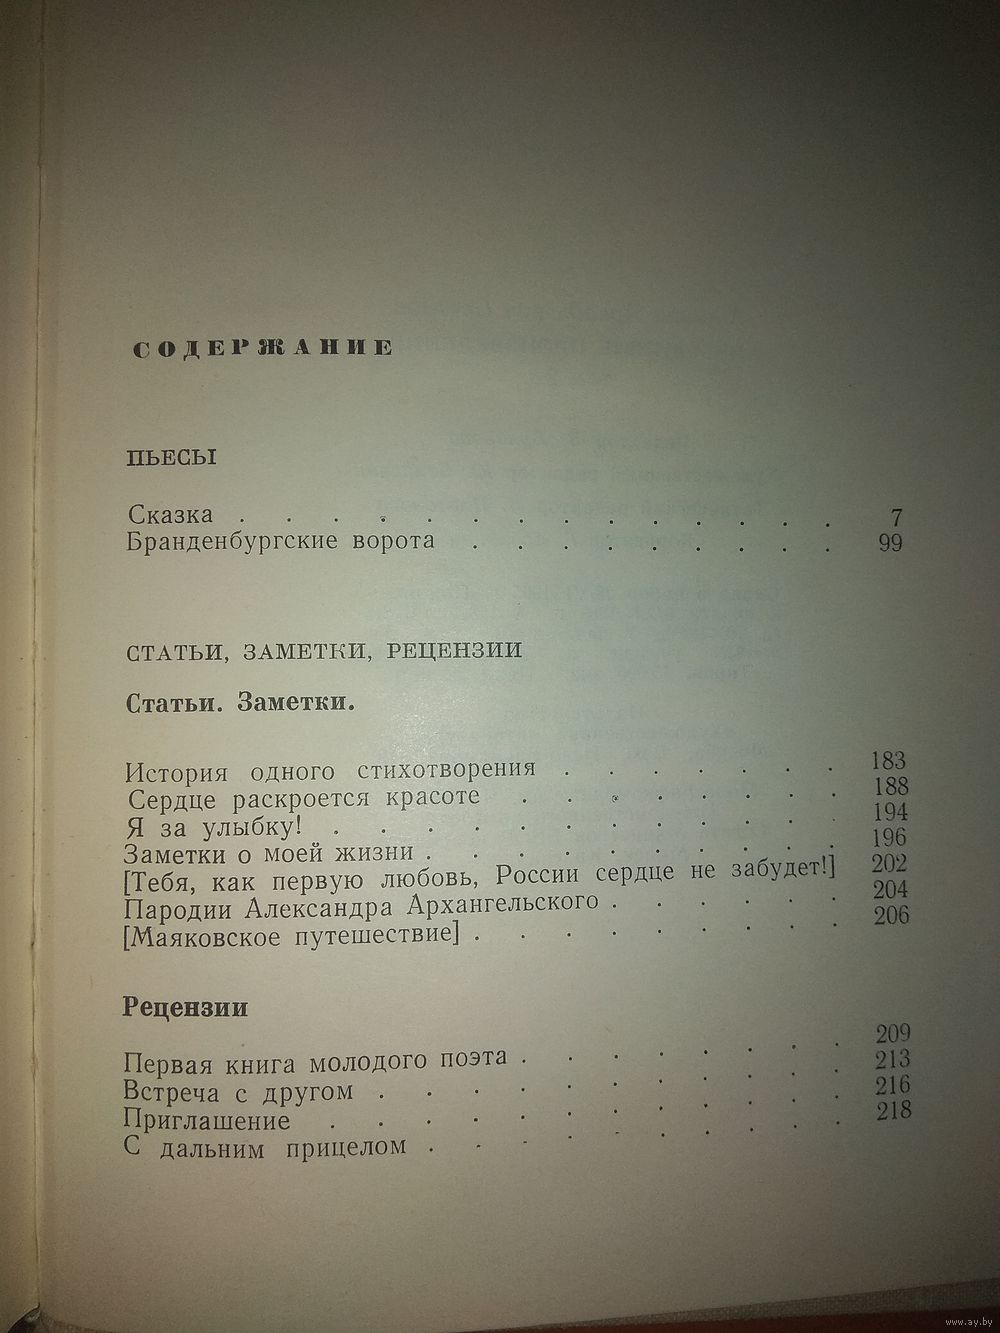 СОДЕРЖАНИЕ
ПЬЕСЫ
Сказка . . . . . . . . . . . . . . 7
Бранденбургские ворота . . . . . . . . . 99
СТАТЬИ, ЗАМЕТКИ, РЕЦЕНЗИИ
Статьи. Заметки.
История одного стихотворения . . . . . . . 183
Сердце раскроется красоте . . . . . . . . 188
Я за улыбку! . . . . . . . . . . . . 194
Заметки о моей жизни . . . . . . . . . . 196
[Тебя, как первую любовь, России сердце не забудет!] 202
Пародии Александра Архангельского . . . . . . 204
[Маяковское путешествие] . . . . . . . . . 206
Рецензии
Первая книга молодого поэта . . . . . . . . 209
Встреча с другом . . . . . . . . . . . 213
Приглашение . . . . . . . . . . . . 216
С дальним прицелом . . . . . . . . . . 218
www.ay.by